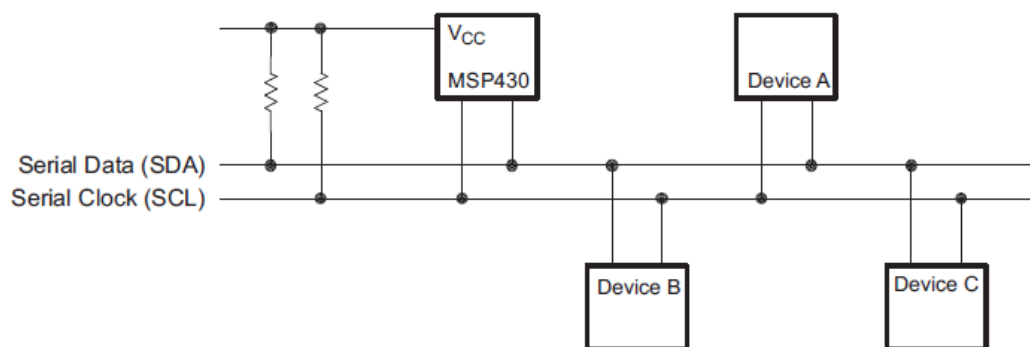 VCC
MSP430
Device A
Serial Data (SDA)
Serial Clock (SCL)
Device B
Device C